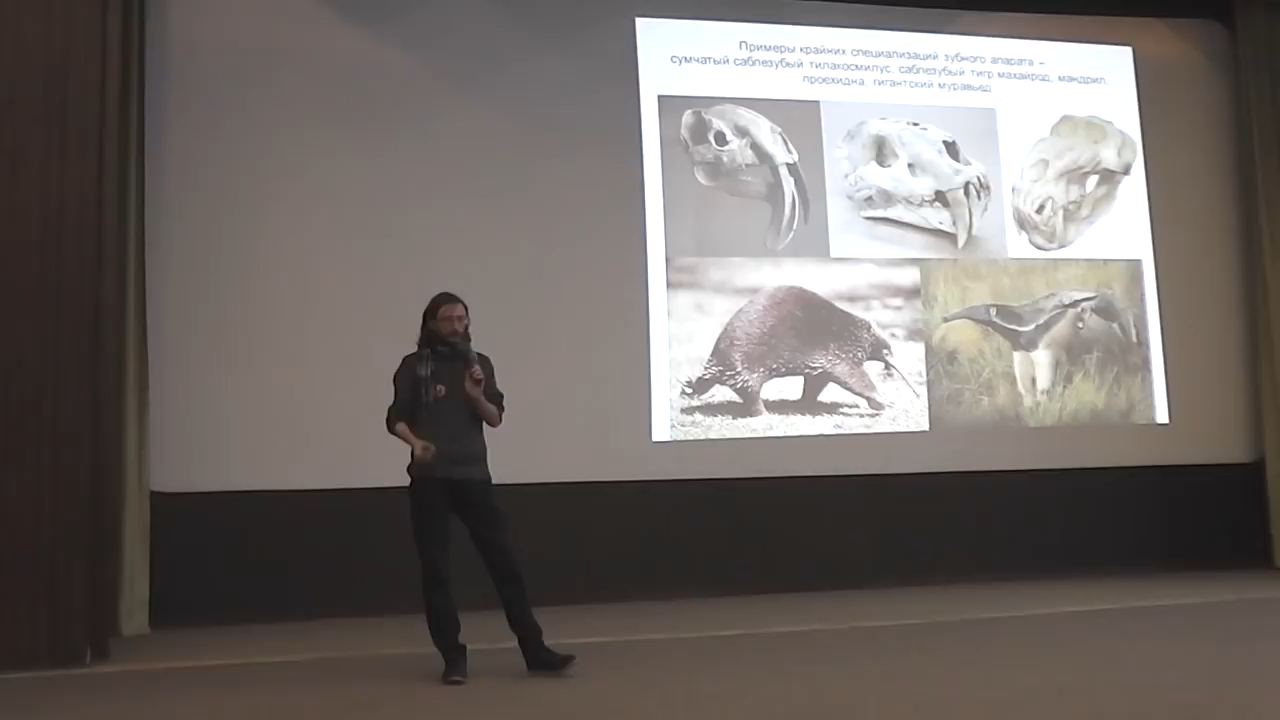 Примеры крайних специализаций зубного апарата –
сумчатый саблезубый тилакосмилус, саблезубый тигр махайрод, мандрил,
проехидна, гигантский муравьед